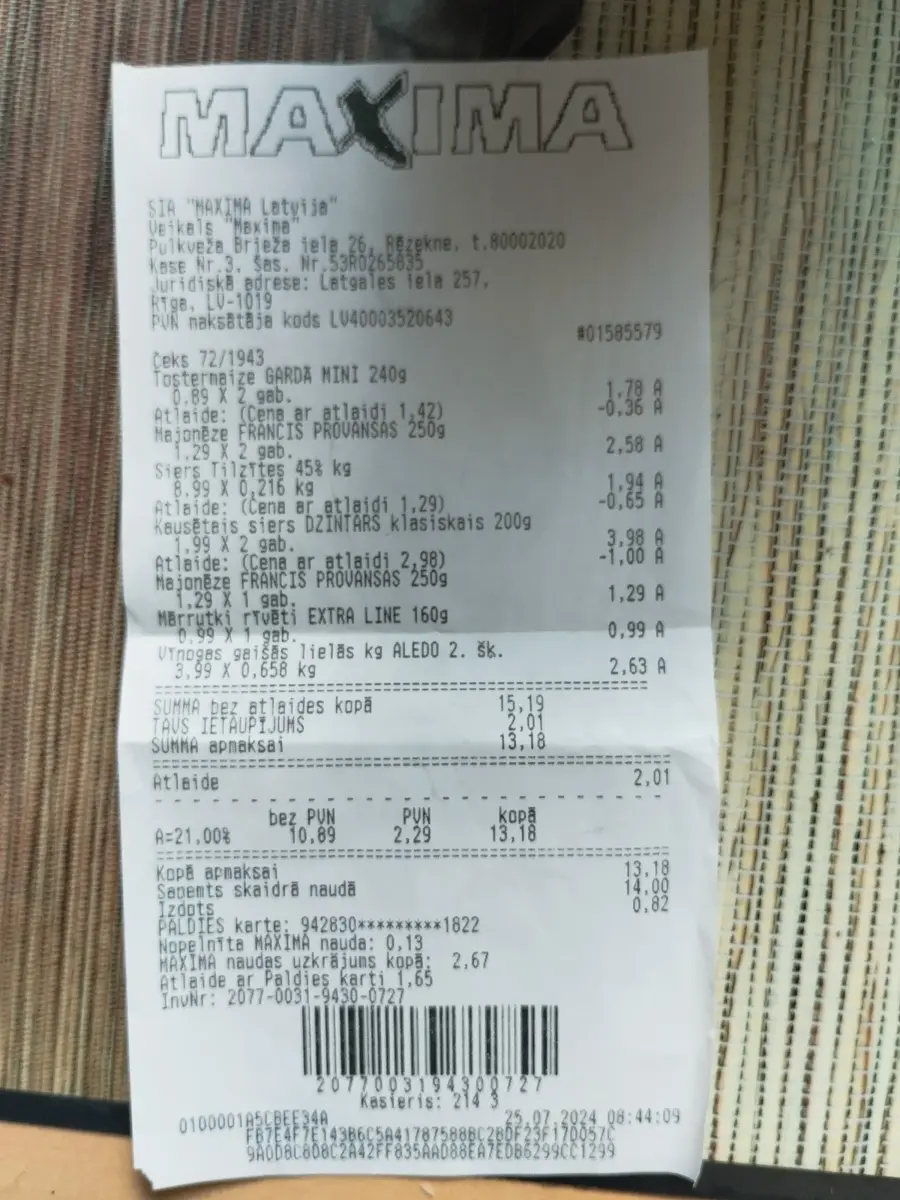 MAXIMA
SIA "MAXIMA Latvija"
Veikals "Maxima"
Pulkveža Brieža iela 26, Rēzekne, t.80002020
Kase Nr.3, Šas. Nr.53R0265835
Juridiskā adrese: Latgales iela 257,
Rīga, LV-1019
PVN maksātāja kods LV40003520643
#01585579
Čeks 72/1943
Tostermaize GARDĀ MINI 240g
0,89 X 2 gab. 1,78 A
Atlaide: (Cena ar atlaidi 1,42) -0,36 A
Majonēze FRANCIS PROVANSAS 250g
1,29 X 2 gab. 2,58 A
Siers Tilzītes 45% kg
8,99 X 0,216 kg 1,94 A
Atlaide: (Cena ar atlaidi 1,29) -0,65 A
Kausētais siers DZINTARS klasiskais 200g
1,99 X 2 gab. 3,98 A
Atlaide: (Cena ar atlaidi 2,98) -1,00 A
Majonēze FRANCIS PROVANSAS 250g
1,29 X 1 gab. 1,29 A
Mārrutki rīvēti EXTRA LINE 160g
0,99 X 1 gab. 0,99 A
Vīnogas gaišās lielās kg ALEDO 2. šķ.
3,99 X 0,658 kg 2,63 A
SUMMA bez atlaides kopā 15,19
TAVS IETAUPĪJUMS 2,01
SUMMA apmaksai 13,18
Atlaide 2,01
bez PVN PVN kopā
A=21,00% 10,89 2,29 13,18
Kopā apmaksai 13,18
Saņemts skaidrā naudā 14,00
Izdots 0,82
PALDIES karte: 942830*********1822
Nopelnīta MAXIMA nauda: 0,13
MAXIMA naudas uzkrājums kopā: 2,67
Atlaide ar Paldies karti 1,65
InvNr: 2077-0031-9430-0727
2077003194300727
Kasieris: 214 3
0100001A5CBEE34A 25.07.2024 08:44:09
FB7E4F7E143B6C5A41787588BC2BDF23F17D057C
9A0D8C808C2A42FF835AAD88EA7EDB6299CC1299